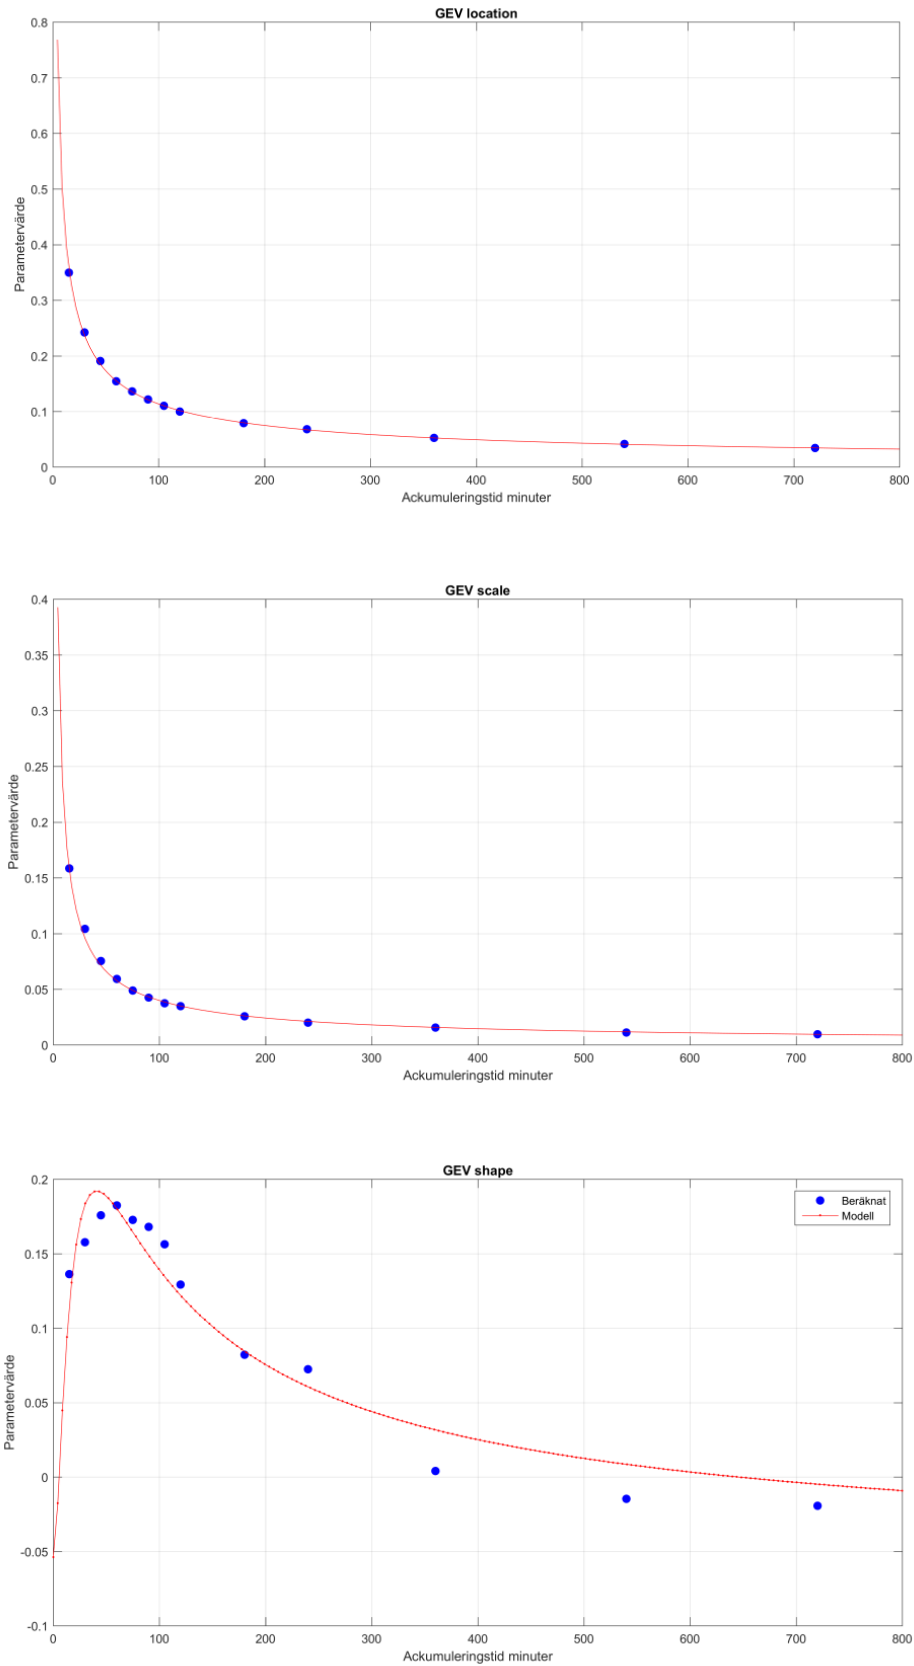 GEV location
0.8
0.7
0.6
0.5
0.4
0.3
0.2
0.1
0
Parametervärde
0 100 200 300 400 500 600 700 800
Ackumuleringstid minuter
GEV scale
0.4
0.35
0.3
0.25
0.2
0.15
0.1
0.05
0
Parametervärde
0 100 200 300 400 500 600 700 800
Ackumuleringstid minuter
GEV shape
0.2
0.15
0.1
0.05
0
-0.05
-0.1
Parametervärde
Beräknat
Modell
0 100 200 300 400 500 600 700 800
Ackumuleringstid minuter